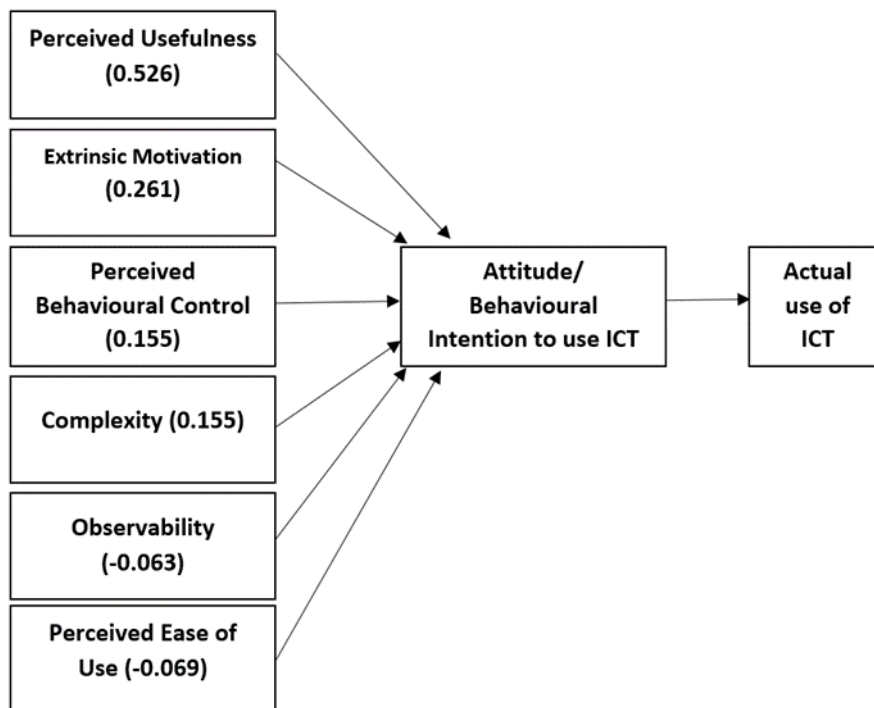 Perceived Usefulness
(0.526)
Extrinsic Motivation
(0.261)
Perceived
Behavioural Control
(0.155)
Complexity (0.155)
Observability
(-0.063)
Perceived Ease of
Use (-0.069)
Attitude/
Behavioural
Intention to use ICT
Actual
use of
ICT